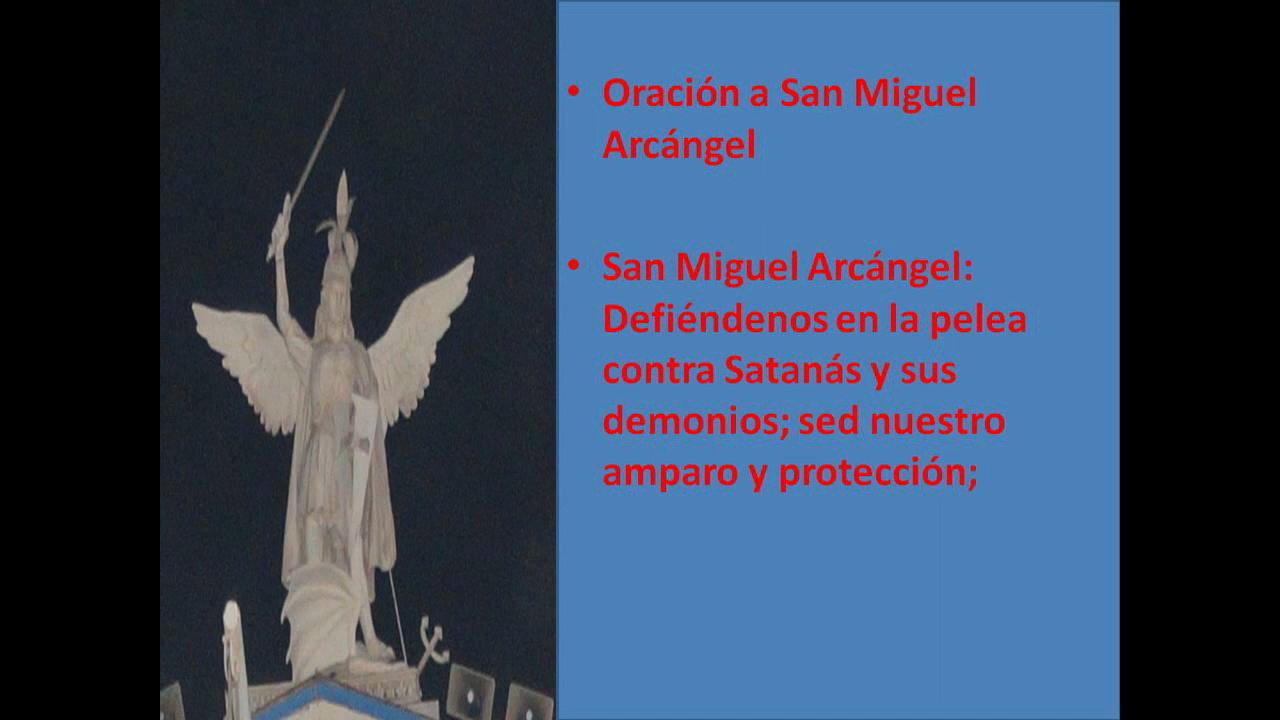 • Oración a San Miguel
Arcángel
• San Miguel Arcángel:
Defiéndenos en la pelea
contra Satanás y sus
demonios; sed nuestro
amparo y protección;